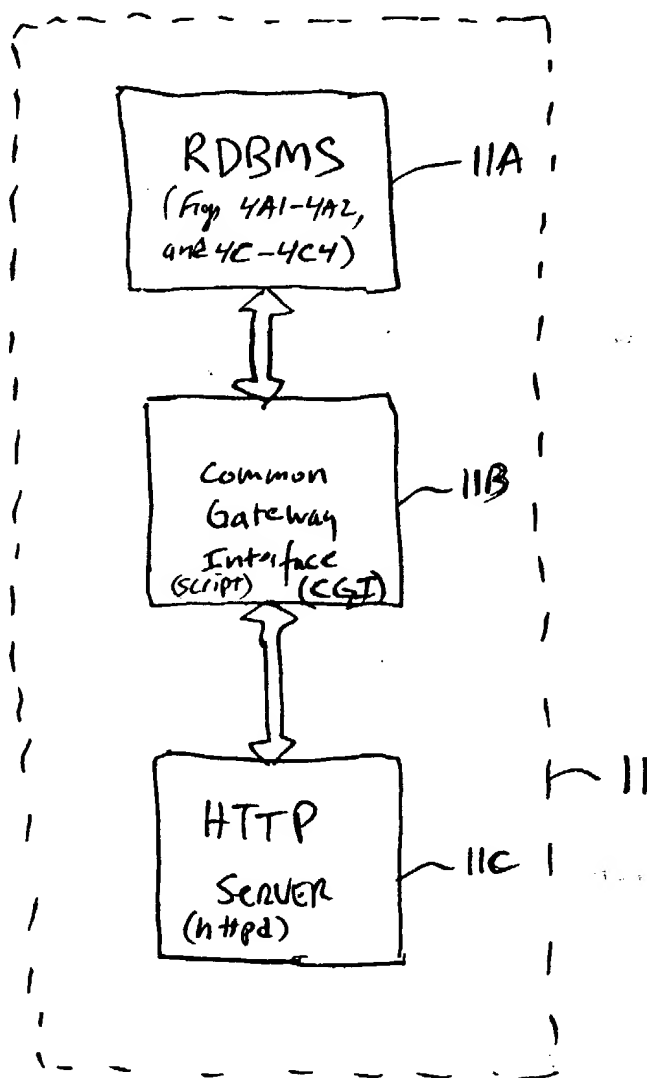 RDBMS
(Figs 4A1-4A2,
and 4C-4C4)
11A
Common
Gateway
Interface
(script) (CGI)
11B
HTTP
SERVER
(httpd)
11C
11